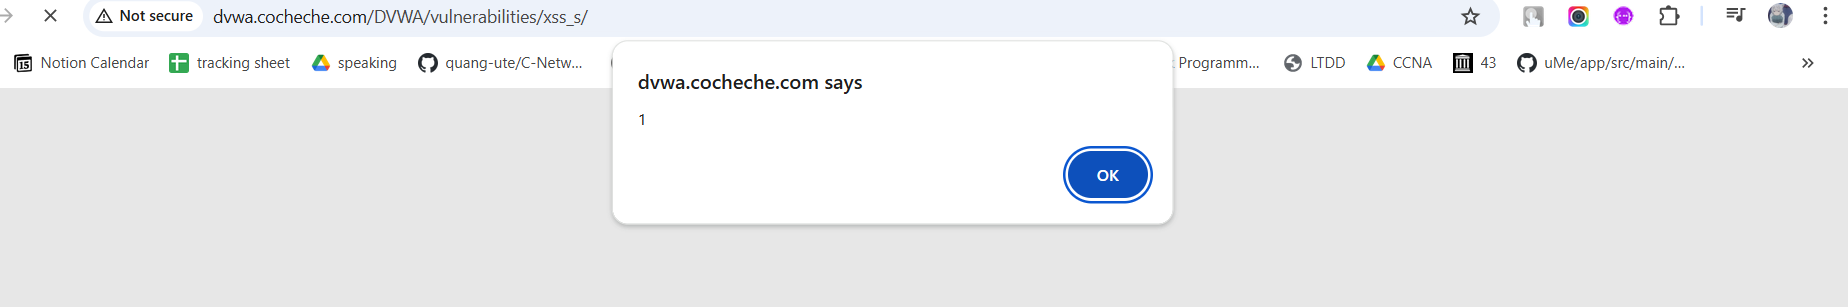 Not secure dvwa.cocheche.com/DVWA/vulnerabilities/xss_s/
15 Notion Calendar tracking sheet speaking quang-ute/C-Netw... Programm... LTDD CCNA 43 uMe/app/src/main/...
dvwa.cocheche.com says
1
OK